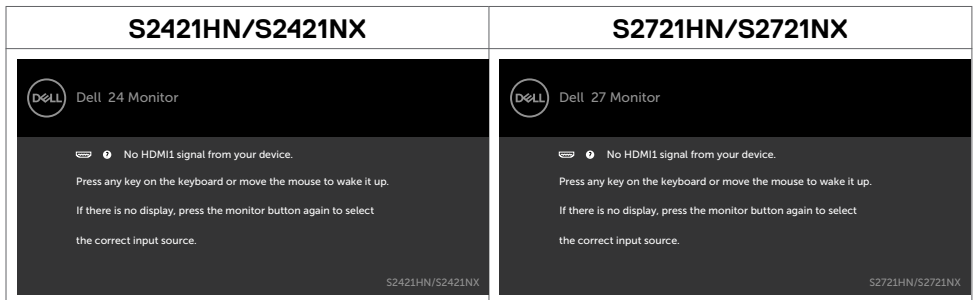 S2421HN/S2421NX
S2721HN/S2721NX
DELL
Dell 24 Monitor
No HDMI1 signal from your device.
Press any key on the keyboard or move the mouse to wake it up.
If there is no display, press the monitor button again to select
the correct input source.
S2421HN/S2421NX
DELL
Dell 27 Monitor
No HDMI1 signal from your device.
Press any key on the keyboard or move the mouse to wake it up.
If there is no display, press the monitor button again to select
the correct input source.
S2721HN/S2721NX